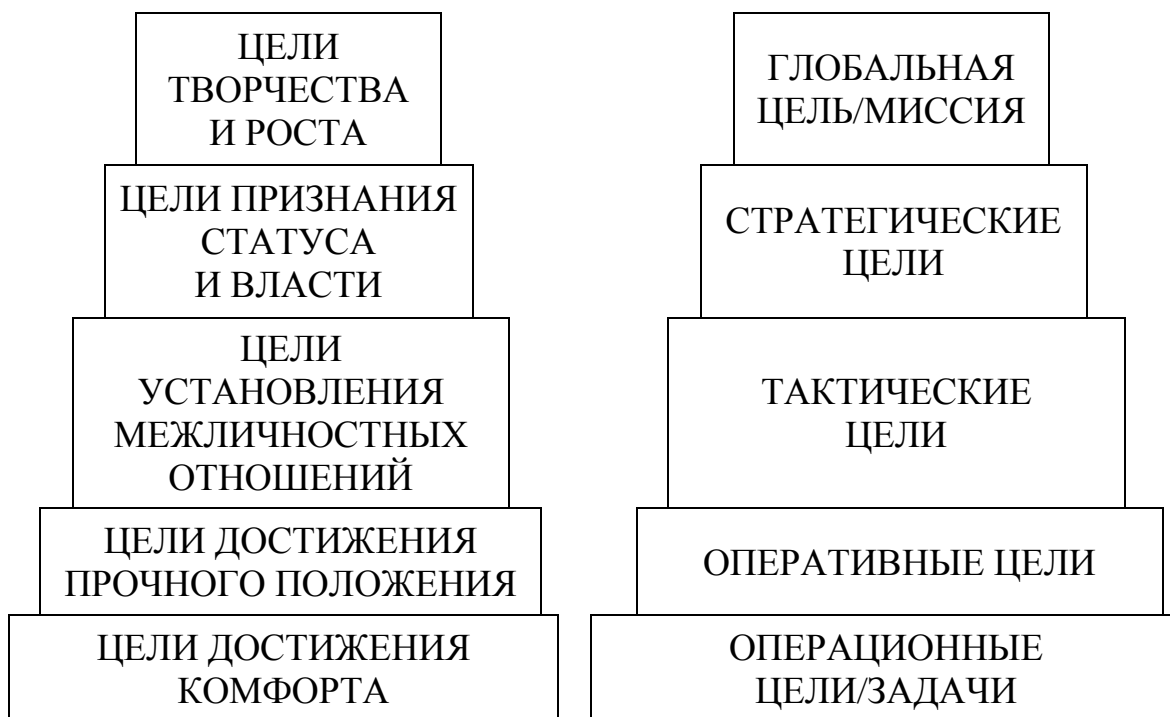 ЦЕЛИ
ТВОРЧЕСТВА
И РОСТА
ЦЕЛИ ПРИЗНАНИЯ
СТАТУСА
И ВЛАСТИ
ЦЕЛИ
УСТАНОВЛЕНИЯ
МЕЖЛИЧНОСТНЫХ
ОТНОШЕНИЙ
ЦЕЛИ ДОСТИЖЕНИЯ
ПРОЧНОГО ПОЛОЖЕНИЯ
ЦЕЛИ ДОСТИЖЕНИЯ
КОМФОРТА
ГЛОБАЛЬНАЯ
ЦЕЛЬ/МИССИЯ
СТРАТЕГИЧЕСКИЕ
ЦЕЛИ
ТАКТИЧЕСКИЕ
ЦЕЛИ
ОПЕРАТИВНЫЕ ЦЕЛИ
ОПЕРАЦИОННЫЕ
ЦЕЛИ/ЗАДАЧИ